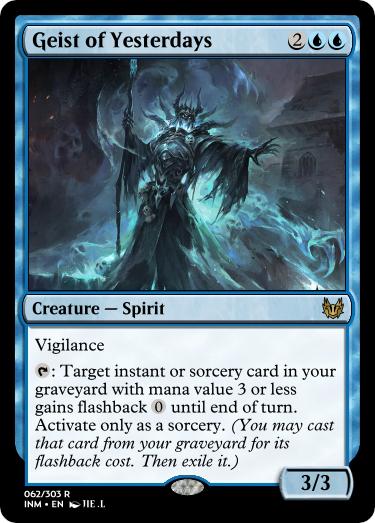 Geist of Yesterdays 2UU
Creature — Spirit
Vigilance
T: Target instant or sorcery card in your
graveyard with mana value 3 or less
gains flashback 0 until end of turn.
Activate only as a sorcery. (You may cast
that card from your graveyard for its
flashback cost. Then exile it.)
3/3
062/303 R
INM • EN